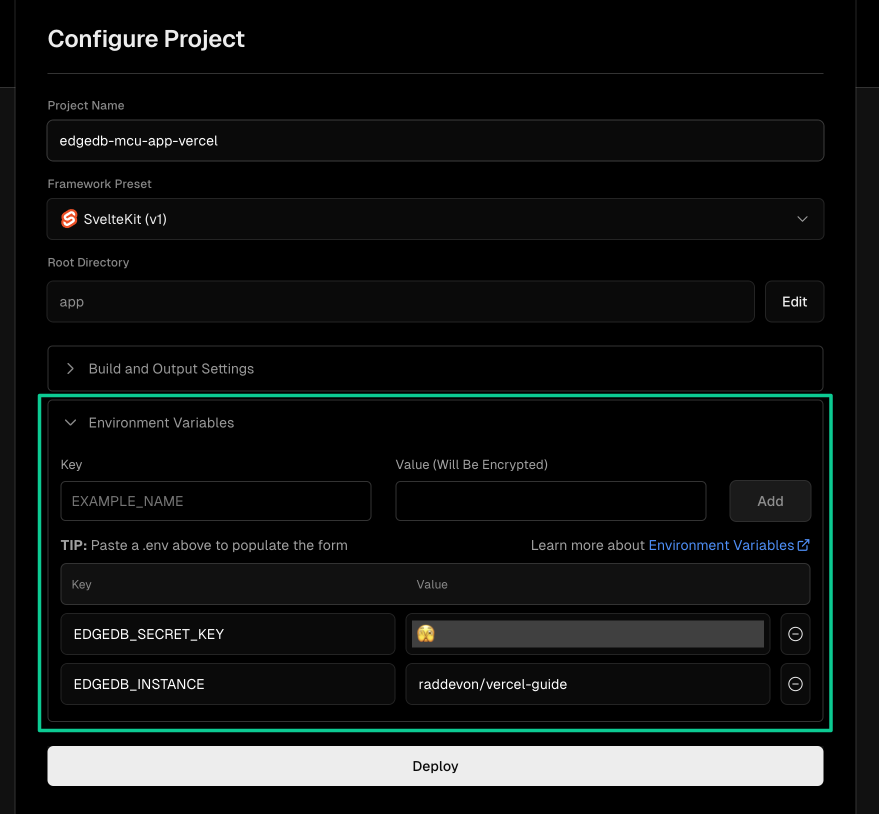 Configure Project
Project Name
edgedb-mcu-app-vercel
Framework Preset
SvelteKit (v1)
Root Directory
app
Edit
Build and Output Settings
Environment Variables
Key Value (Will Be Encrypted)
EXAMPLE_NAME Add
TIP: Paste a .env above to populate the form Learn more about Environment Variables
Key Value
EDGEDB_SECRET_KEY
EDGEDB_INSTANCE raddevon/vercel-guide
Deploy